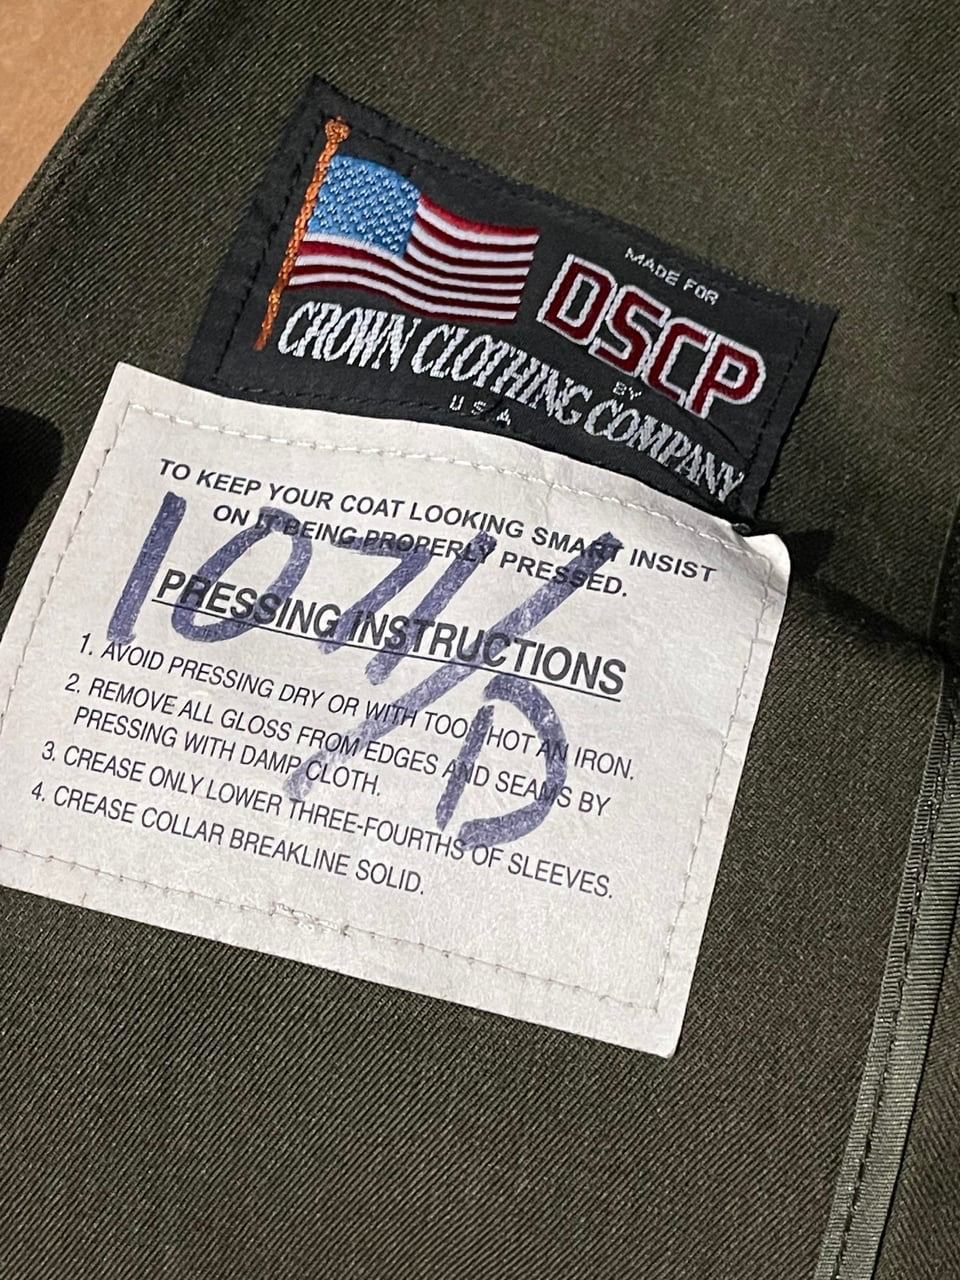 MADE FOR
DSCP
BY
CROWN CLOTHING COMPANY
USA
TO KEEP YOUR COAT LOOKING SMART INSIST
ON IT BEING PROPERLY PRESSED.
PRESSING INSTRUCTIONS
1. AVOID PRESSING DRY OR WITH TOO HOT AN IRON.
2. REMOVE ALL GLOSS FROM EDGES AND SEAMS BY
PRESSING WITH DAMP CLOTH.
3. CREASE ONLY LOWER THREE-FOURTHS OF SLEEVES.
4. CREASE COLLAR BREAKLINE SOLID.